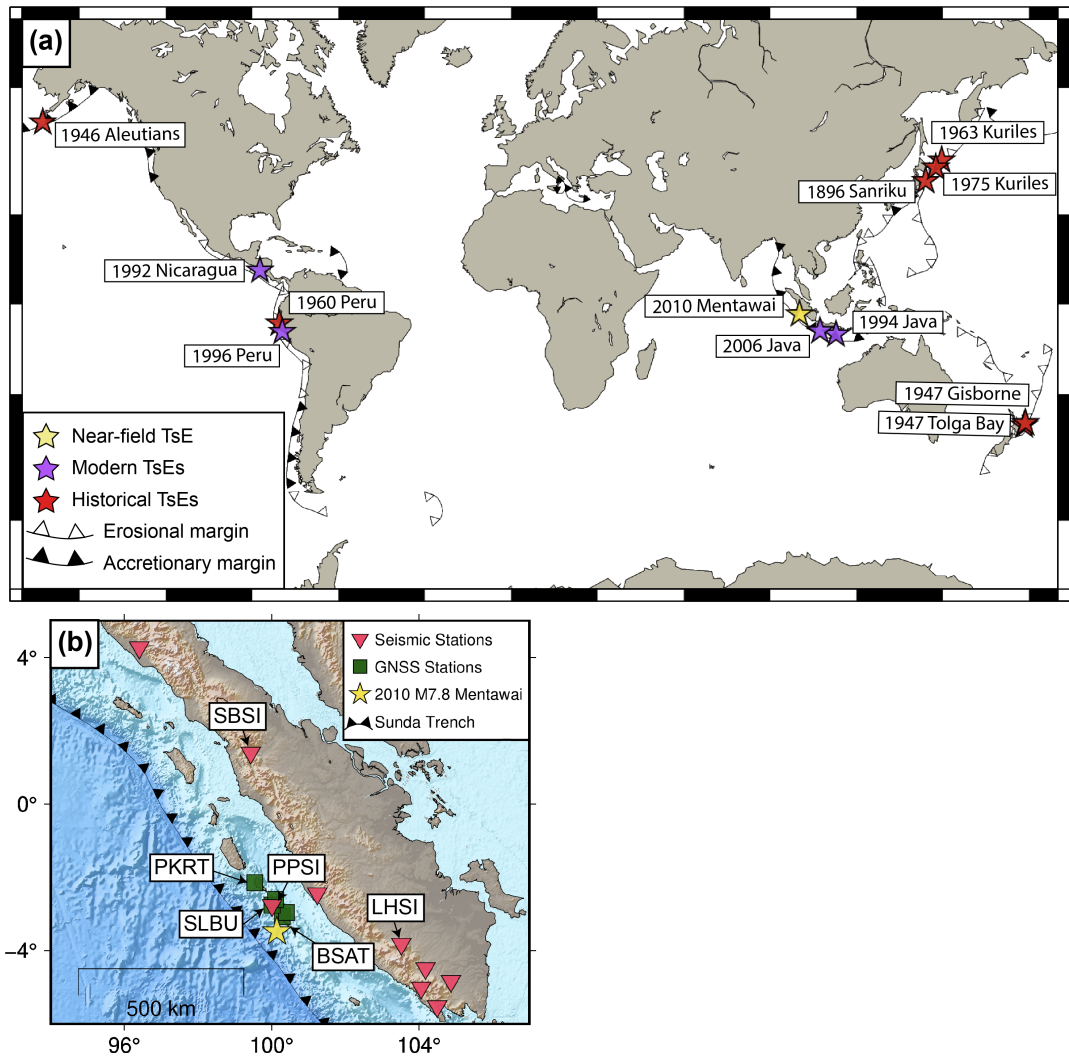 (a)
1946 Aleutians
1963 Kuriles
1975 Kuriles
1896 Sanriku
1992 Nicaragua
1960 Peru
1996 Peru
2010 Mentawai
1994 Java
2006 Java
1947 Gisborne
1947 Tolga Bay
Near-field TsE
Modern TsEs
Historical TsEs
Erosional margin
Accretionary margin
(b)
Seismic Stations
GNSS Stations
2010 M7.8 Mentawai
Sunda Trench
4°
0°
−4°
SBSI
PKRT
PPSI
SLBU
LHSI
BSAT
500 km
96°
100°
104°